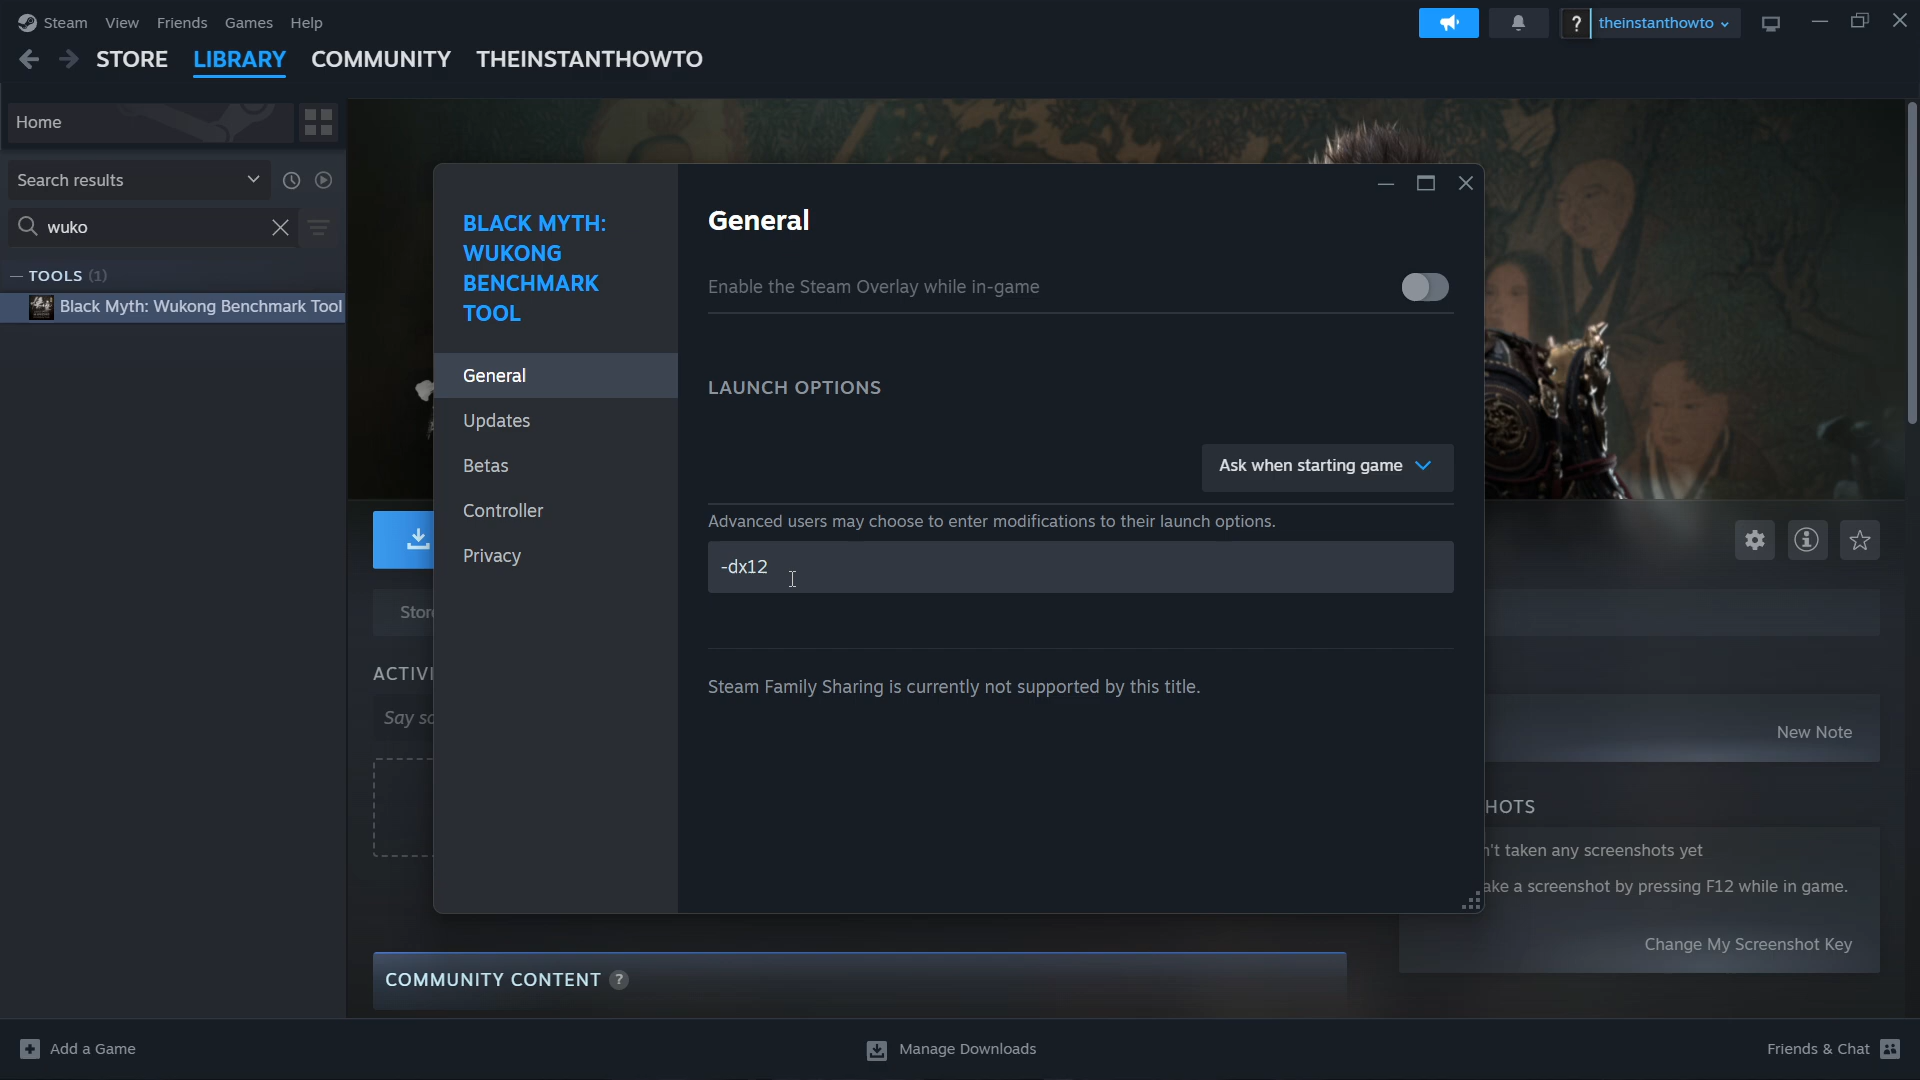 Steam View Friends Games Help
? theinstanthowto
STORE LIBRARY COMMUNITY THEINSTANTHOWTO
Home
Search results
wuko
— TOOLS (1)
Black Myth: Wukong Benchmark Tool
BLACK MYTH:
WUKONG
BENCHMARK
TOOL
General
Updates
Betas
Controller
Privacy
General
Enable the Steam Overlay while in-game
LAUNCH OPTIONS
Ask when starting game
Advanced users may choose to enter modifications to their launch options.
-dx12
Steam Family Sharing is currently not supported by this title.
Stor
ACTIVI
Say so
New Note
HOTS
n't taken any screenshots yet
ake a screenshot by pressing F12 while in game.
Change My Screenshot Key
COMMUNITY CONTENT ?
Add a Game
Manage Downloads
Friends & Chat